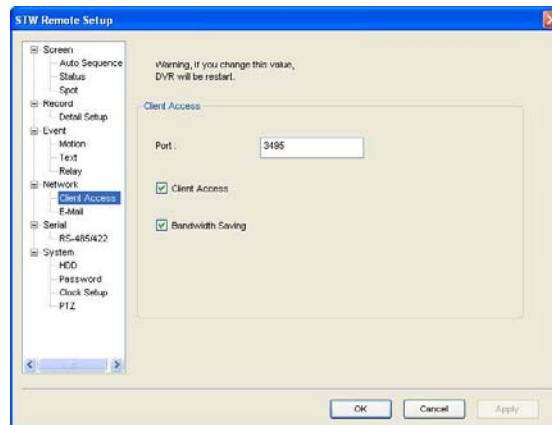 STW Remote Setup
Screen
Auto Sequence
Status
Spot
Record
Detail Setup
Event
Motion
Text
Relay
Network
Client Access
E-Mail
Serial
RS-485/422
System
HDD
Password
Clock Setup
PTZ
Warning, if you change this value,
DVR will be restart.
Client Access
Port :
3495
Client Access
Bandwidth Saving
OK
Cancel
Apply